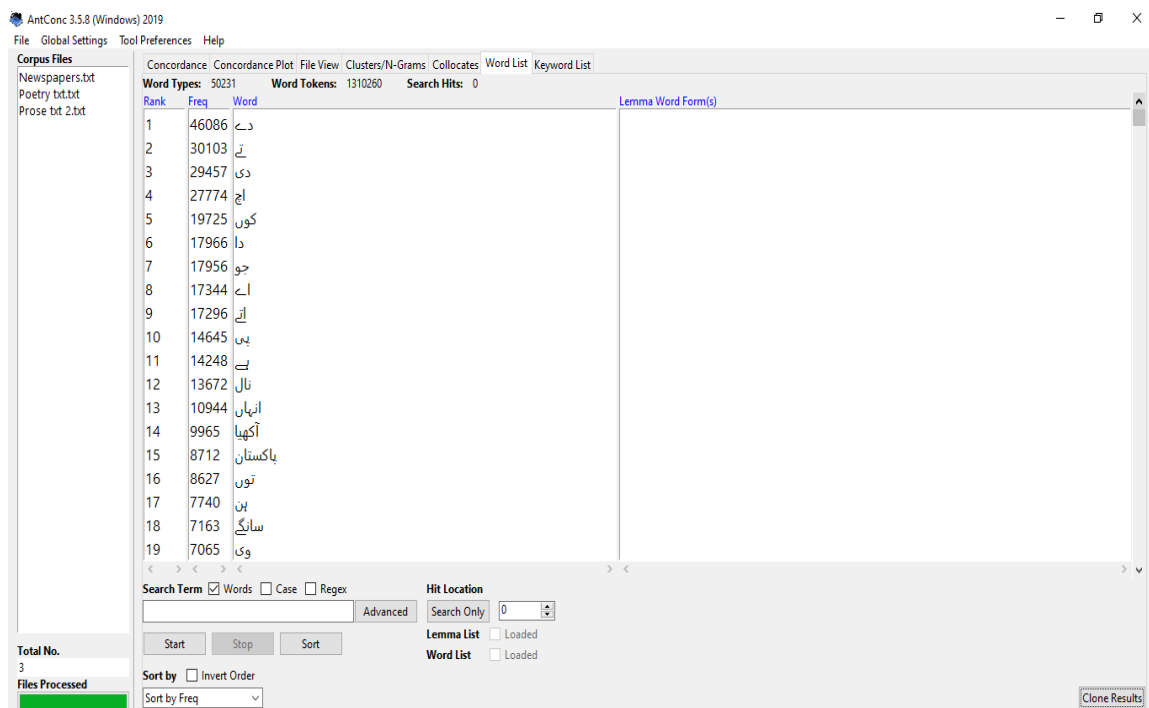 AntConc 3.5.8 (Windows) 2019
File Global Settings Tool Preferences Help
Corpus Files
Newspapers.txt
Poetry txt.txt
Prose txt 2.txt
Concordance Concordance Plot File View Clusters/N-Grams Collocates Word List Keyword List
Word Types: 50231 Word Tokens: 1310260 Search Hits: 0
Rank Freq Word Lemma Word Form(s)
1 46086 دے
2 30103 تے
3 29457 دی
4 27774 اچ
5 19725 کوں
6 17966 دا
7 17956 جو
8 17344 اے
9 17296 اتے
10 14645 پی
11 14248 ہے
12 13672 نال
13 10944 انہاں
14 9965 آکھیا
15 8712 پاکستان
16 8627 توں
17 7740 ہن
18 7163 سانگے
19 7065 وی
Search Term Words Case Regex Hit Location
Advanced Search Only 0
Lemma List Loaded
Start Stop Sort
Word List Loaded
Total No.
3
Files Processed
Sort by Invert Order
Sort by Freq
Clone Results